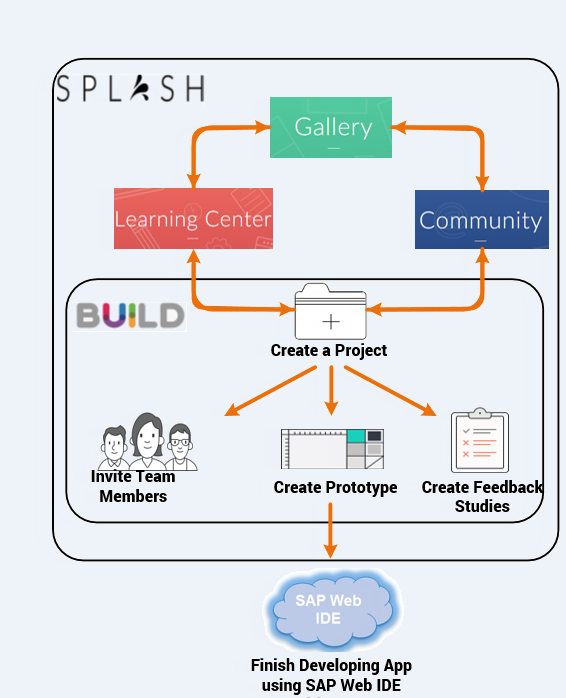 SPLASH
Gallery
Learning Center
Community
BUILD
Create a Project
Invite Team
Members
Create Prototype
Create Feedback
Studies
SAP Web
IDE
Finish Developing App
using SAP Web IDE